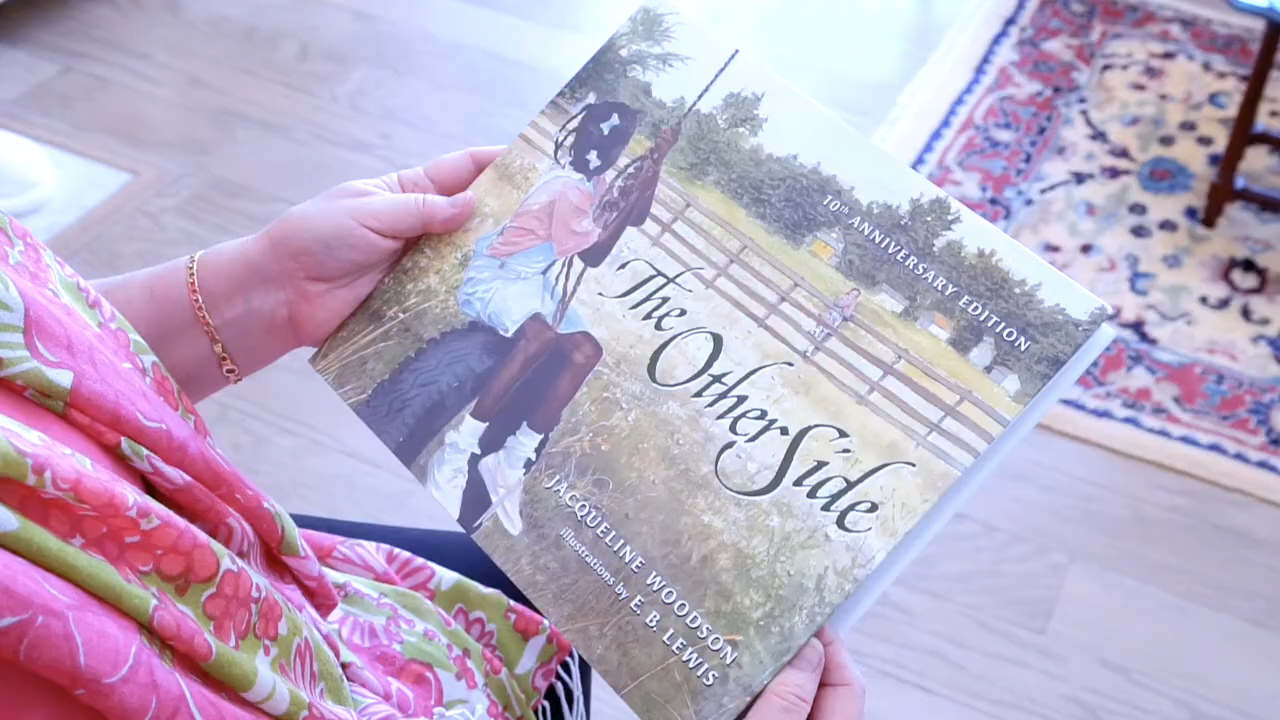 10th ANNIVERSARY EDITION
The
Other Side
JACQUELINE WOODSON
illustrations by E. B. LEWIS